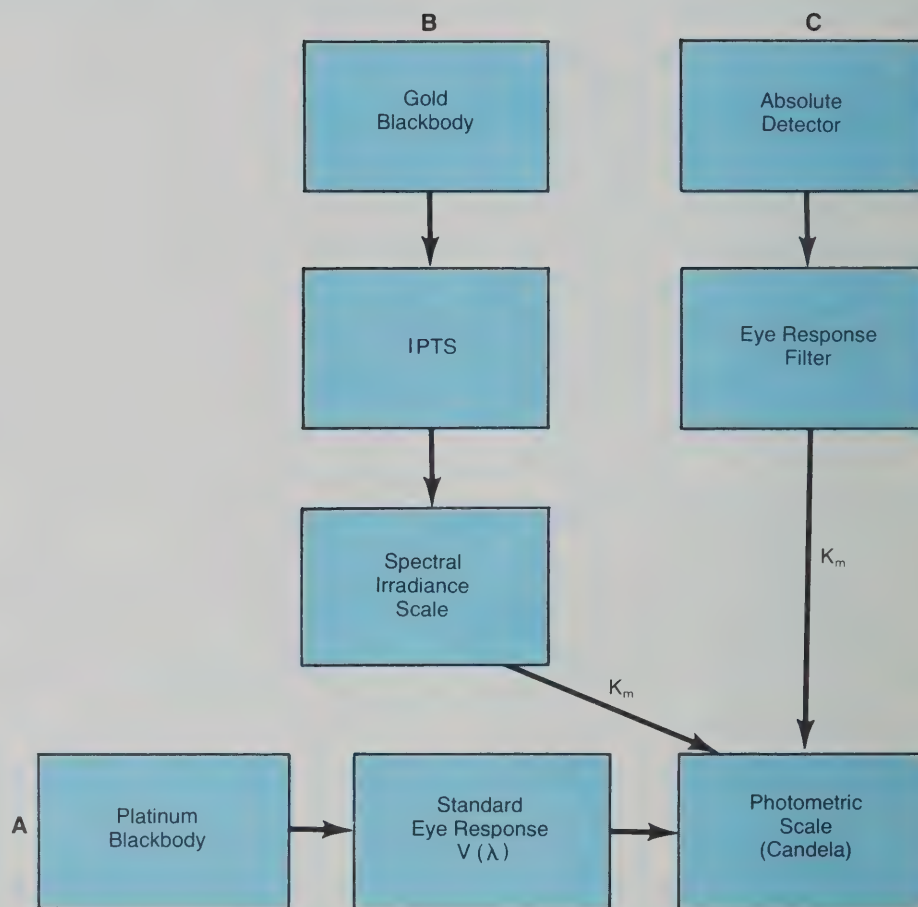 B
C
Gold
Blackbody
Absolute
Detector
IPTS
Eye Response
Filter
Spectral
Irradiance
Scale
Kₘ
Kₘ
A
Platinum
Blackbody
Standard
Eye Response
V (λ)
Photometric
Scale
(Candela)